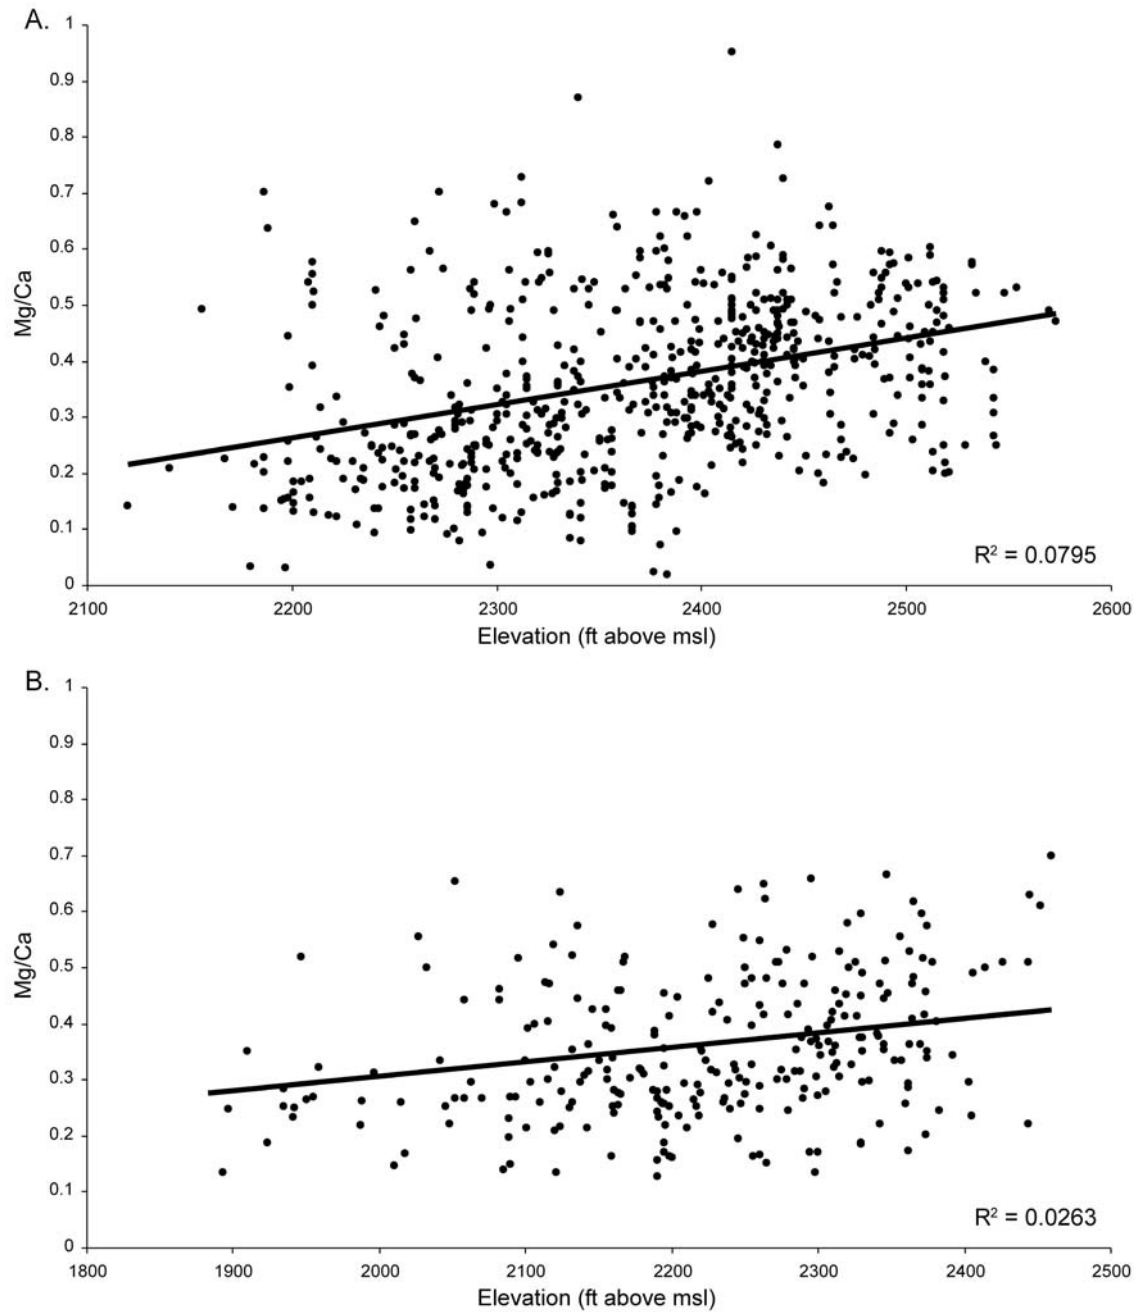 A.
1
0.9
0.8
0.7
0.6
0.5
0.4
0.3
0.2
0.1
0
Mg/Ca
R² = 0.0795
2100 2200 2300 2400 2500 2600
Elevation (ft above msl)
B.
1
0.9
0.8
0.7
0.6
0.5
0.4
0.3
0.2
0.1
0
Mg/Ca
R² = 0.0263
1800 1900 2000 2100 2200 2300 2400 2500
Elevation (ft above msl)